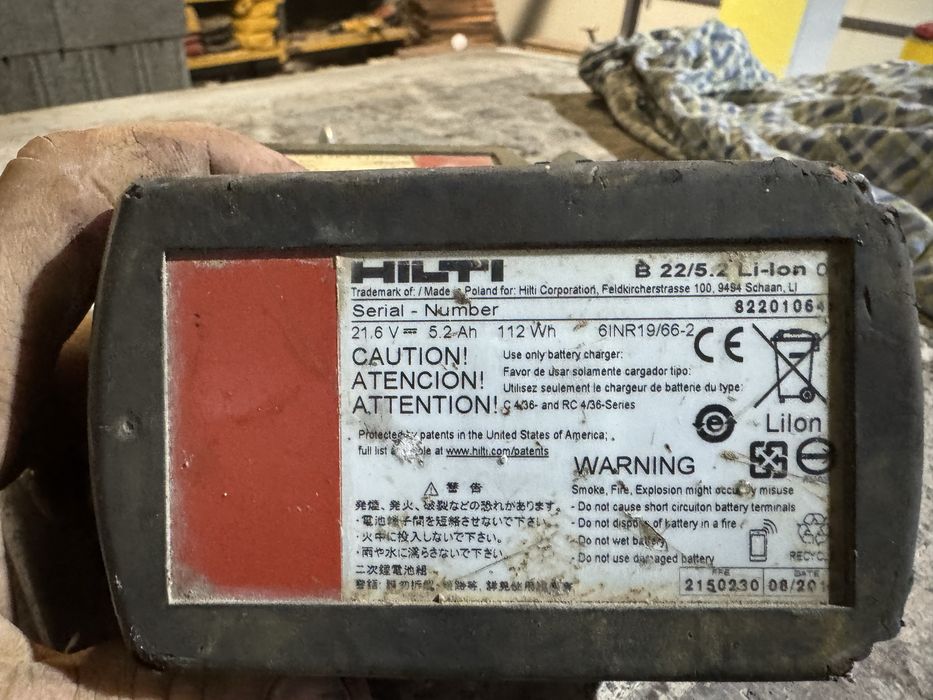 HILTI B 22/5.2 Li-Ion
Trademark of: / Made in Poland for: Hilti Corporation, Feldkircherstrasse 100, 9494 Schaan, LI
Serial - Number 82201064
21.6 V 5.2 Ah 112 Wh 6INR19/66-2
CE
CAUTION!
ATENCION!
ATTENTION!
Use only battery charger:
Favor de usar solamente cargador tipo:
Utilisez seulement le chargeur de batterie du type:
C 4/36- and RC 4/36-Series
LiIon
Protected by patents in the United States of America;
full list available at www.hilti.com/patents
WARNING
Smoke, Fire, Explosion might occur by misuse
- Do not cause short circuit on battery terminals
- Do not dispose of battery in a fire
- Do not wet battery
- Do not use damaged battery
警告
発煙、発火、破裂などの恐れがあります。
・電池端子間を短絡させないで下さい。
・火中に投入しないで下さい。
・雨や水に濡らさないで下さい。
二次鋰電池組
RECYC
PPE DATE
2150230 06/201